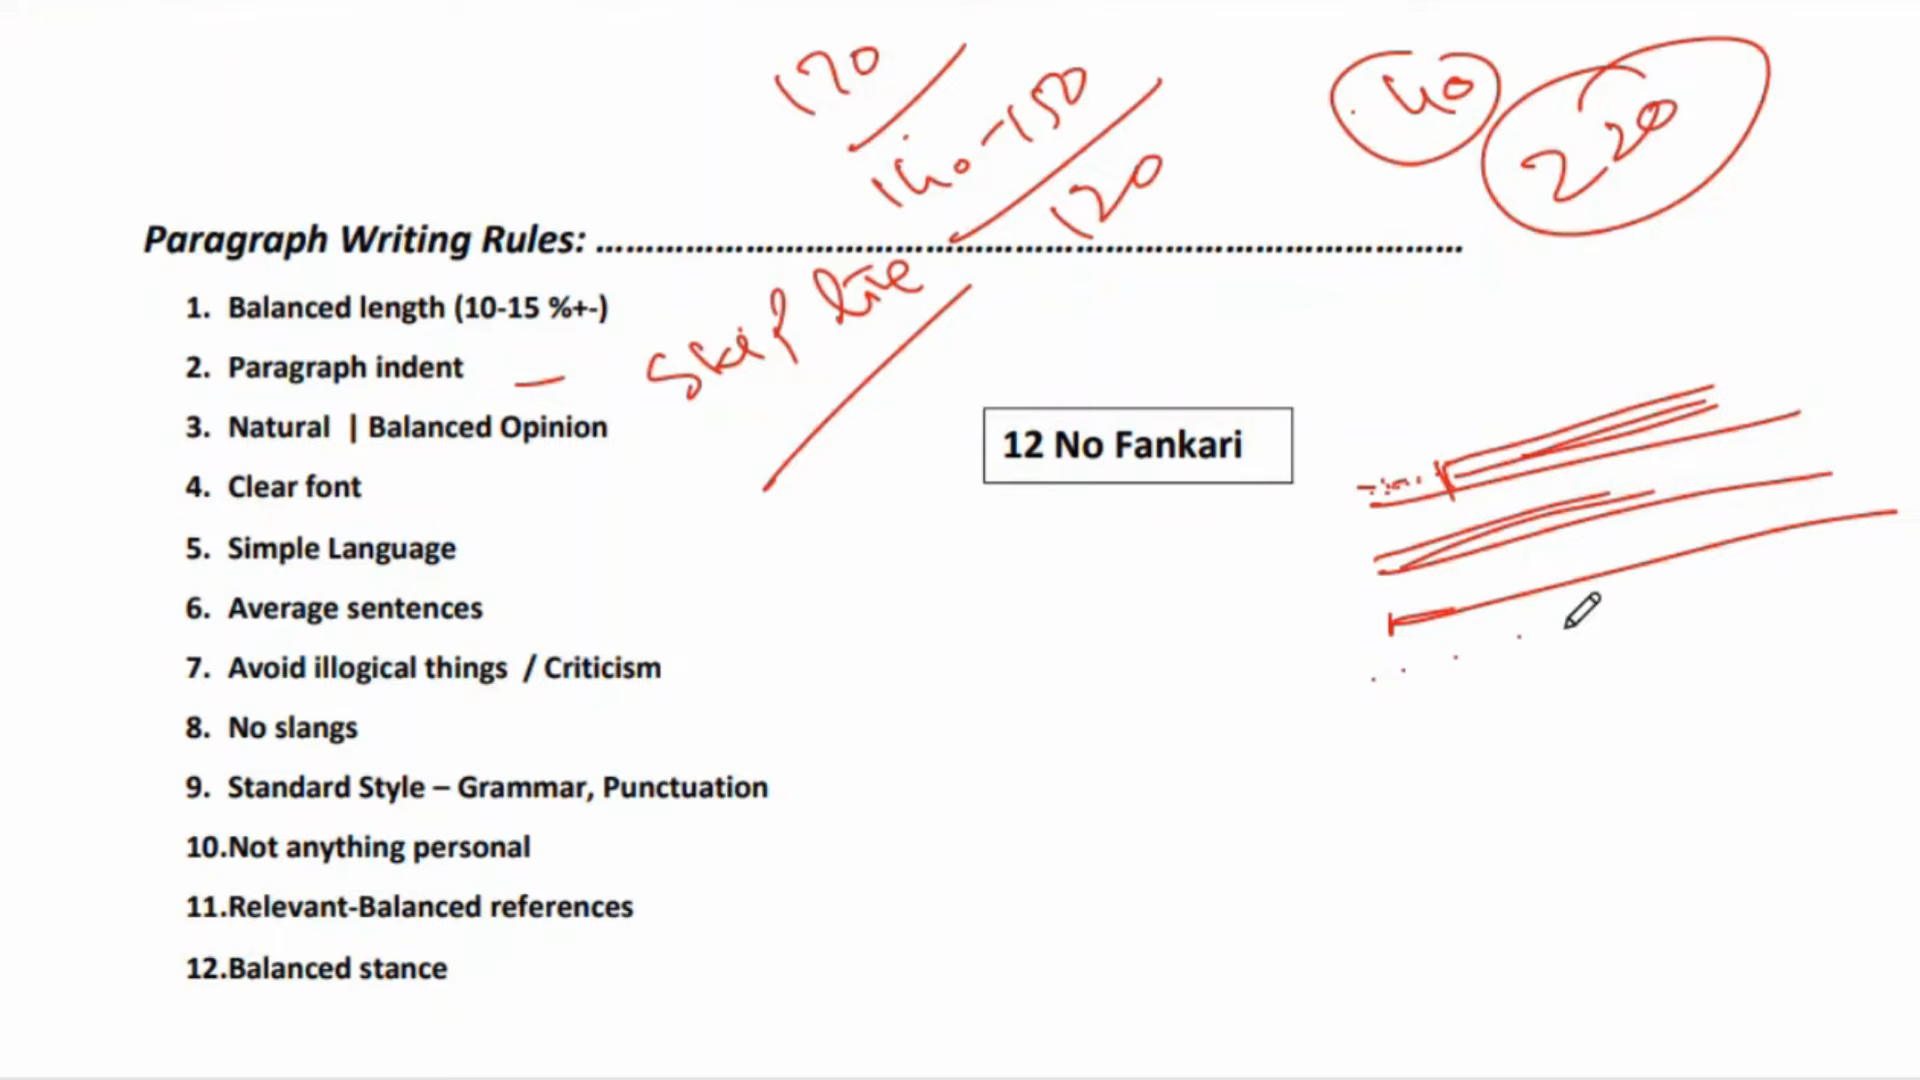 170
140-150
120
40
220
Paragraph Writing Rules: ............................................................................................
1. Balanced length (10-15 %+-)
2. Paragraph indent — Skip line
3. Natural | Balanced Opinion
12 No Fankari
4. Clear font
5. Simple Language
6. Average sentences
7. Avoid illogical things / Criticism
8. No slangs
9. Standard Style – Grammar, Punctuation
10.Not anything personal
11.Relevant-Balanced references
12.Balanced stance